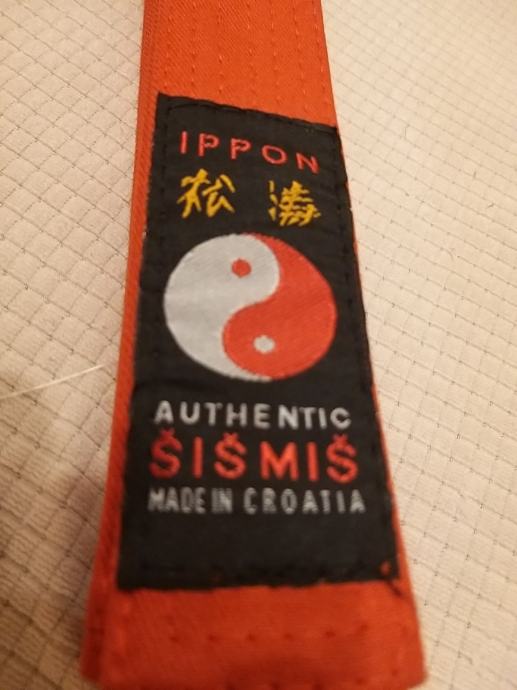 IPPON
松濤
AUTHENTIC
ŠIŠMIŠ
MADE IN CROATIA